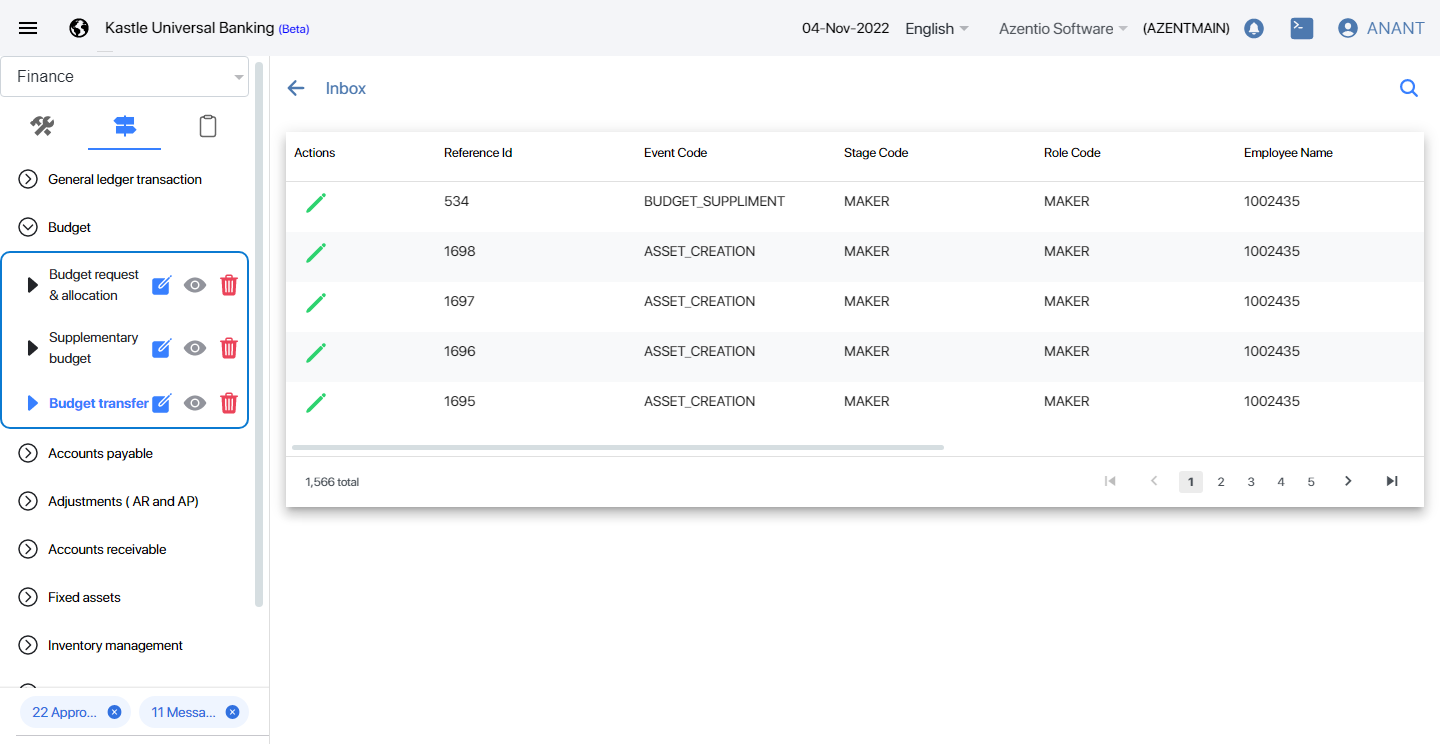 Kastle Universal Banking (Beta)
04-Nov-2022 English Azentio Software (AZENTMAIN) ANANT
Finance
General ledger transaction
Budget
Budget request
& allocation
Supplementary
budget
Budget transfer
Accounts payable
Adjustments ( AR and AP)
Accounts receivable
Fixed assets
Inventory management
22 Appro... 11 Messa...
Inbox
Actions Reference Id Event Code Stage Code Role Code Employee Name
534 BUDGET_SUPPLIMENT MAKER MAKER 1002435
1698 ASSET_CREATION MAKER MAKER 1002435
1697 ASSET_CREATION MAKER MAKER 1002435
1696 ASSET_CREATION MAKER MAKER 1002435
1695 ASSET_CREATION MAKER MAKER 1002435
1,566 total 1 2 3 4 5